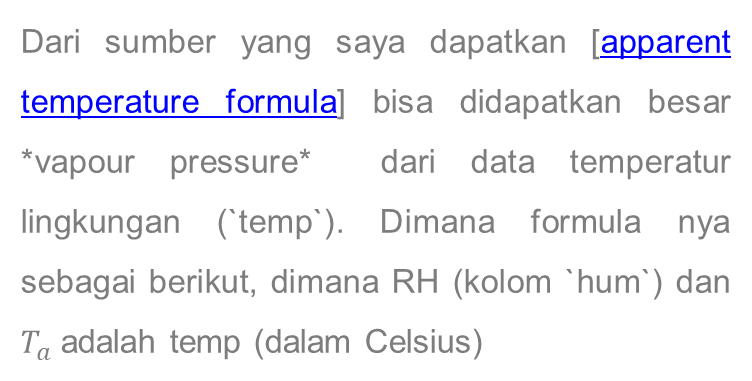 Dari sumber yang saya dapatkan [apparent
temperature formula] bisa didapatkan besar
*vapour pressure* dari data temperatur
lingkungan (`temp`). Dimana formula nya
sebagai berikut, dimana RH (kolom `hum`) dan
Tₐ adalah temp (dalam Celsius)